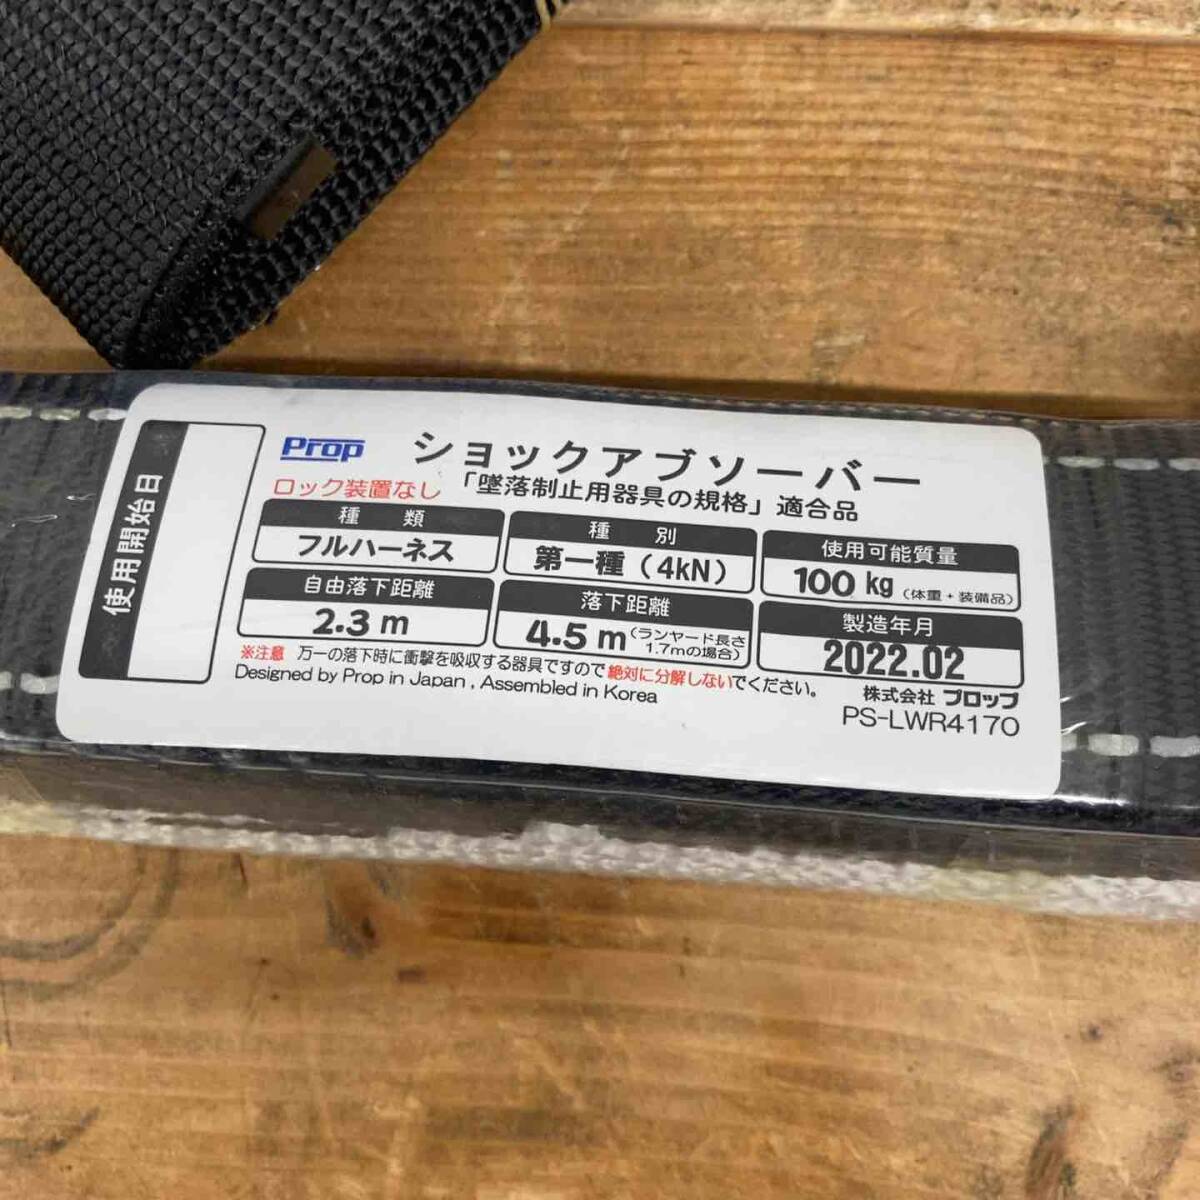 使用開始日
Prop ショックアブソーバー
ロック装置なし 「墜落制止用器具の規格」適合品
種類 種別 使用可能質量
フルハーネス 第一種(4kN) 100kg (体重+装備品)
自由落下距離 落下距離 製造年月
2.3m 4.5m (ランヤード長さ 1.7mの場合) 2022.02
※注意 万一の落下時に衝撃を吸収する器具ですので絶対に分解しないでください。
Designed by Prop in Japan , Assembled in Korea
株式会社 プロップ
PS-LWR4170